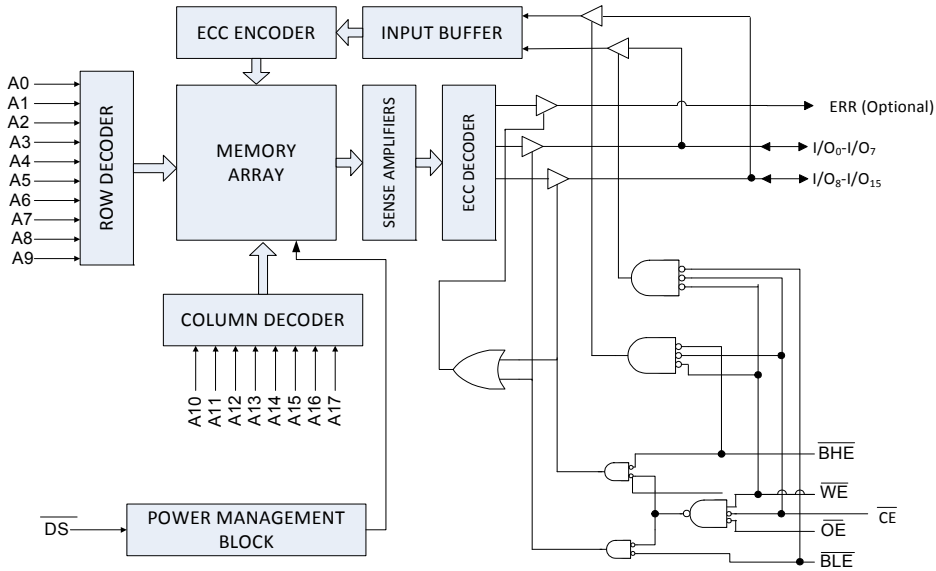 ECC ENCODER
INPUT BUFFER
A0
A1
A2
A3
A4
A5
A6
A7
A8
A9
ROW DECODER
MEMORY
ARRAY
SENSE AMPLIFIERS
ECC DECODER
ERR (Optional)
I/O0-I/O7
I/O8-I/O15
COLUMN DECODER
A10
A11
A12
A13
A14
A15
A16
A17
BHE
WE
CE
OE
BLE
DS
POWER MANAGEMENT
BLOCK